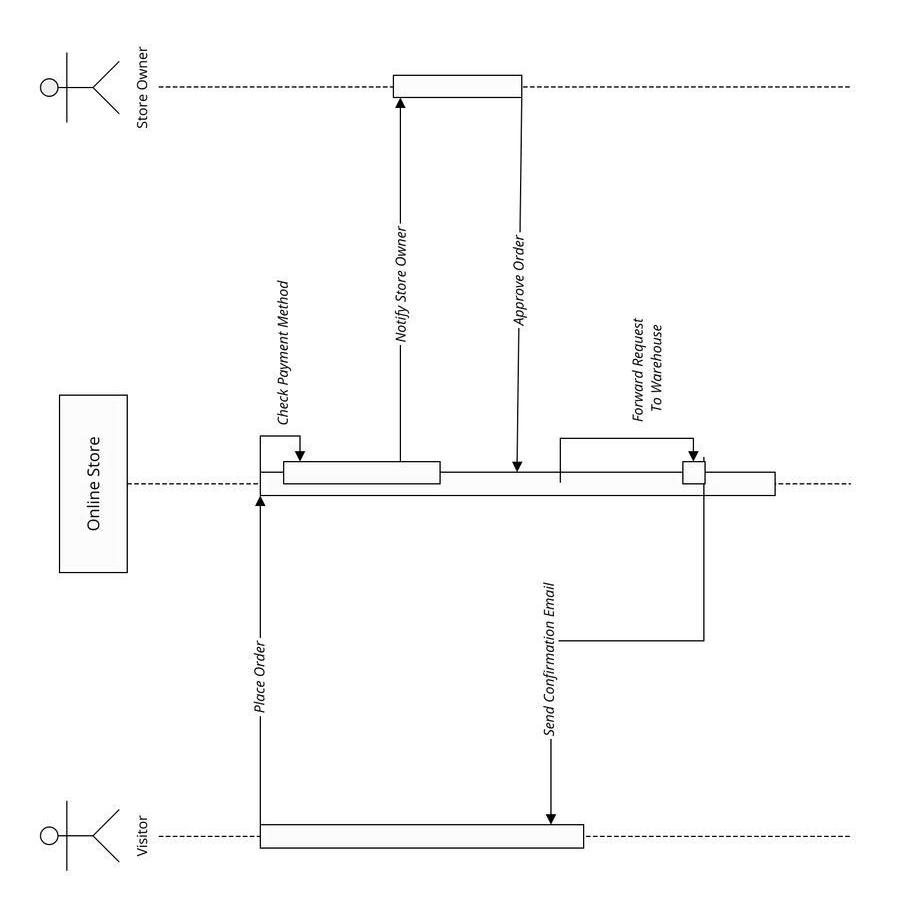 Visitor
Online Store
Store Owner
Place Order
Check Payment Method
Notify Store Owner
Approve Order
Forward Request
To Warehouse
Send Confirmation Email